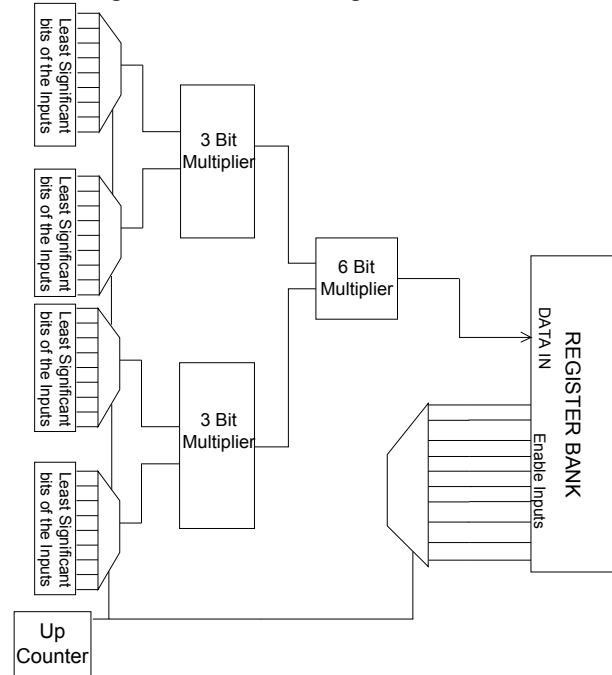 Least Significant
bits of the Inputs
3 Bit
Multiplier
Least Significant
bits of the Inputs
6 Bit
Multiplier
REGISTER BANK
DATA IN
Enable Inputs
Least Significant
bits of the Inputs
3 Bit
Multiplier
Least Significant
bits of the Inputs
Up
Counter